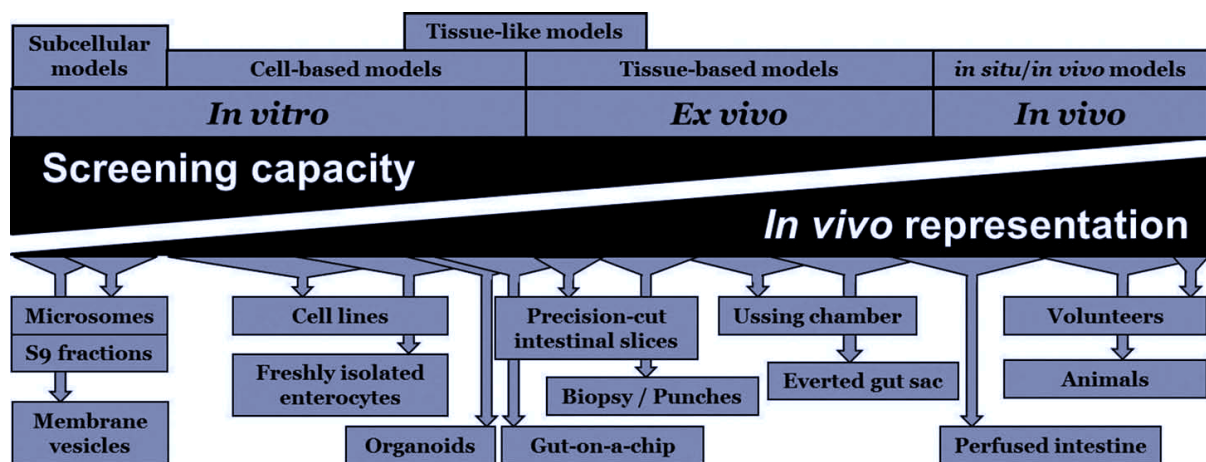 Tissue-like models
Subcellular
models
Cell-based models
Tissue-based models
in situ/in vivo models
In vitro
Ex vivo
In vivo
Screening capacity
In vivo representation
Microsomes
S9 fractions
Membrane
vesicles
Cell lines
Freshly isolated
enterocytes
Organoids
Gut-on-a-chip
Precision-cut
intestinal slices
Biopsy / Punches
Ussing chamber
Everted gut sac
Perfused intestine
Volunteers
Animals